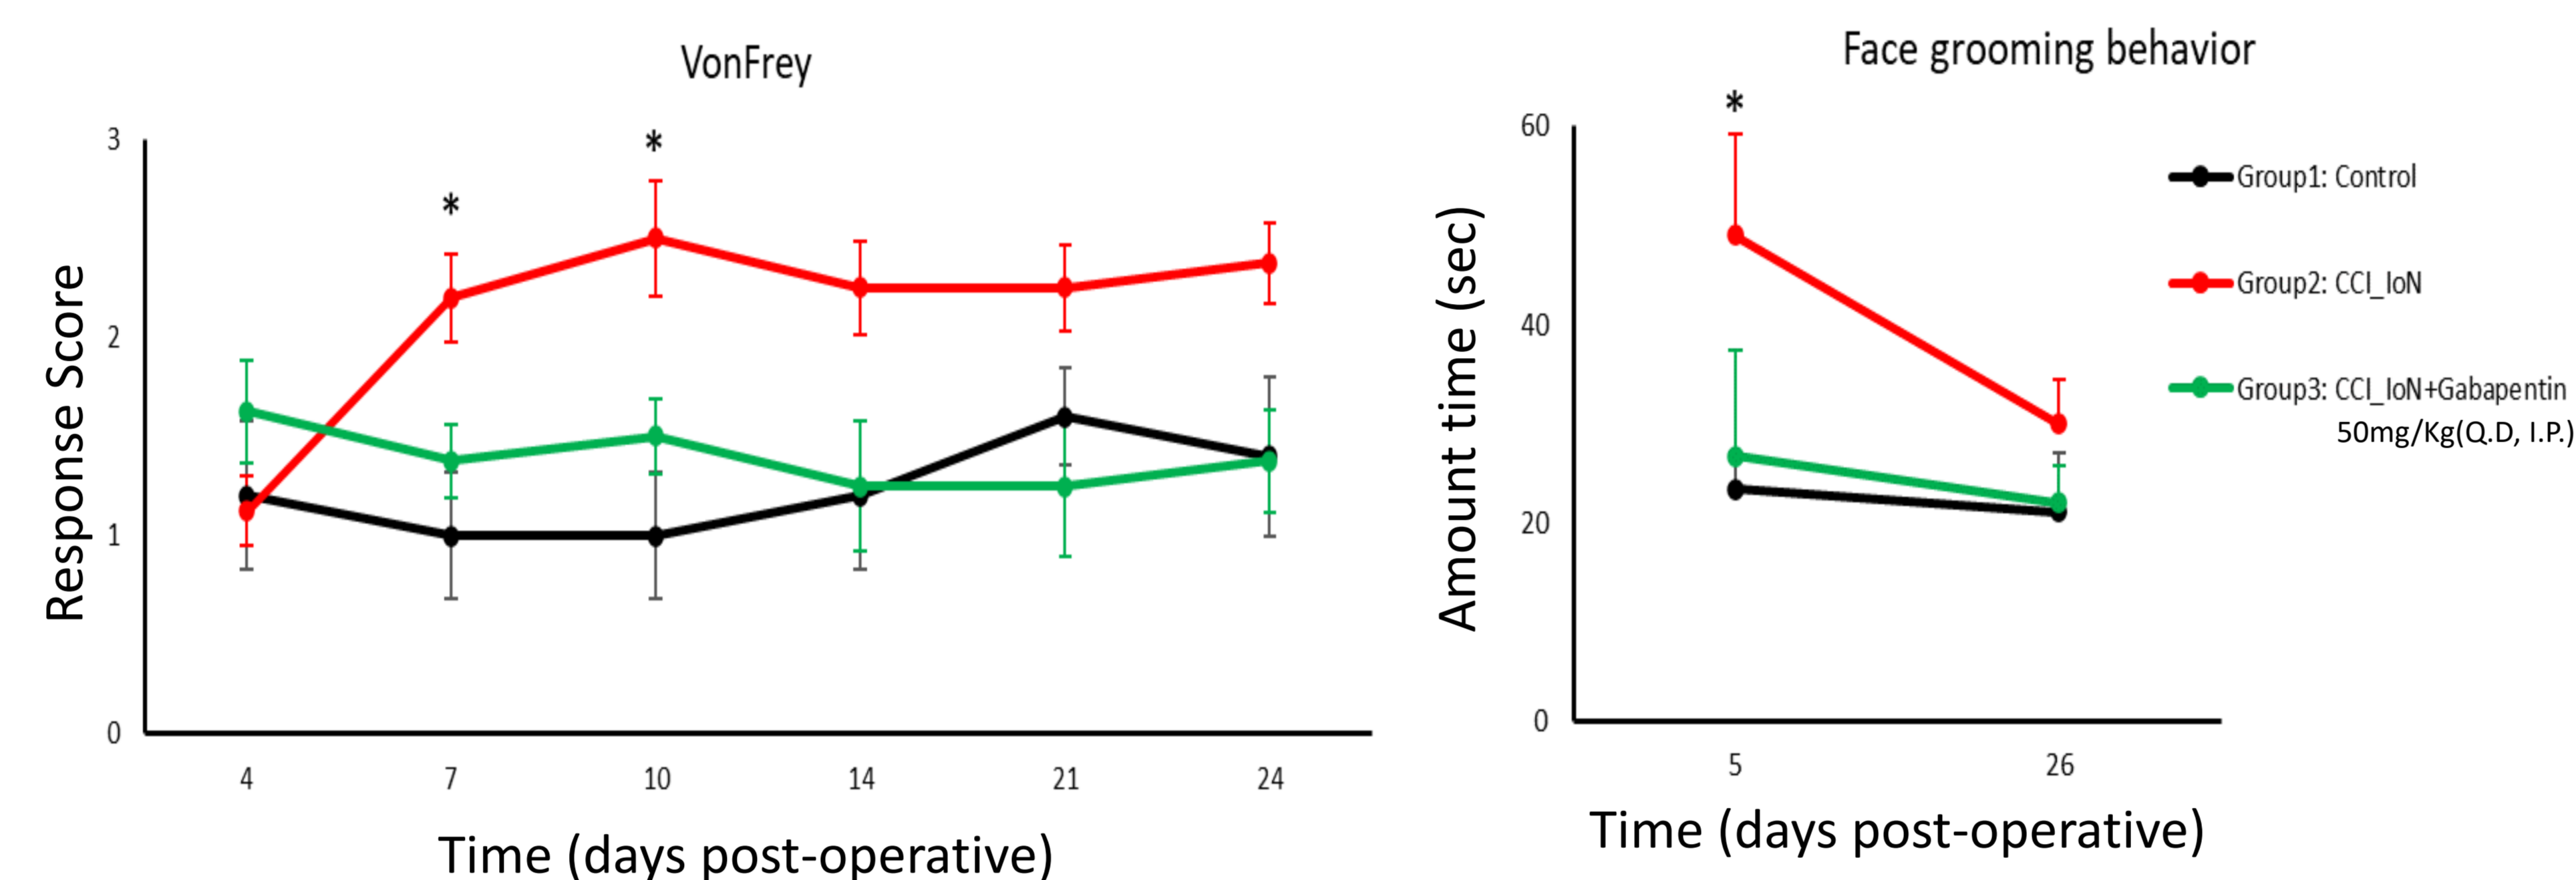 VonFrey
3
2
1
0
*
*
Response Score
4 7 10 14 21 24
Time (days post-operative)
Face grooming behavior
60
40
20
0
*
Amount time (sec)
5 26
Time (days post-operative)
Group1: Control
Group2: CCI_IoN
Group3: CCI_IoN+Gabapentin
50mg/Kg(Q.D, I.P.)